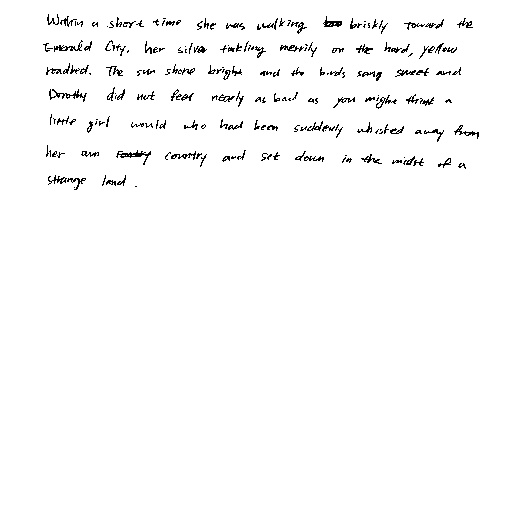 Within a short time she was walking briskly toward the
Emerald City, her silver tinkling merrily on the hard, yellow
roadbed. The sun shone bright and the birds sang sweet and
Dorothy did not feel nearly as bad as you might think a
little girl would who had been suddenly whisked away from
her own country and set down in the midst of a
strange land.